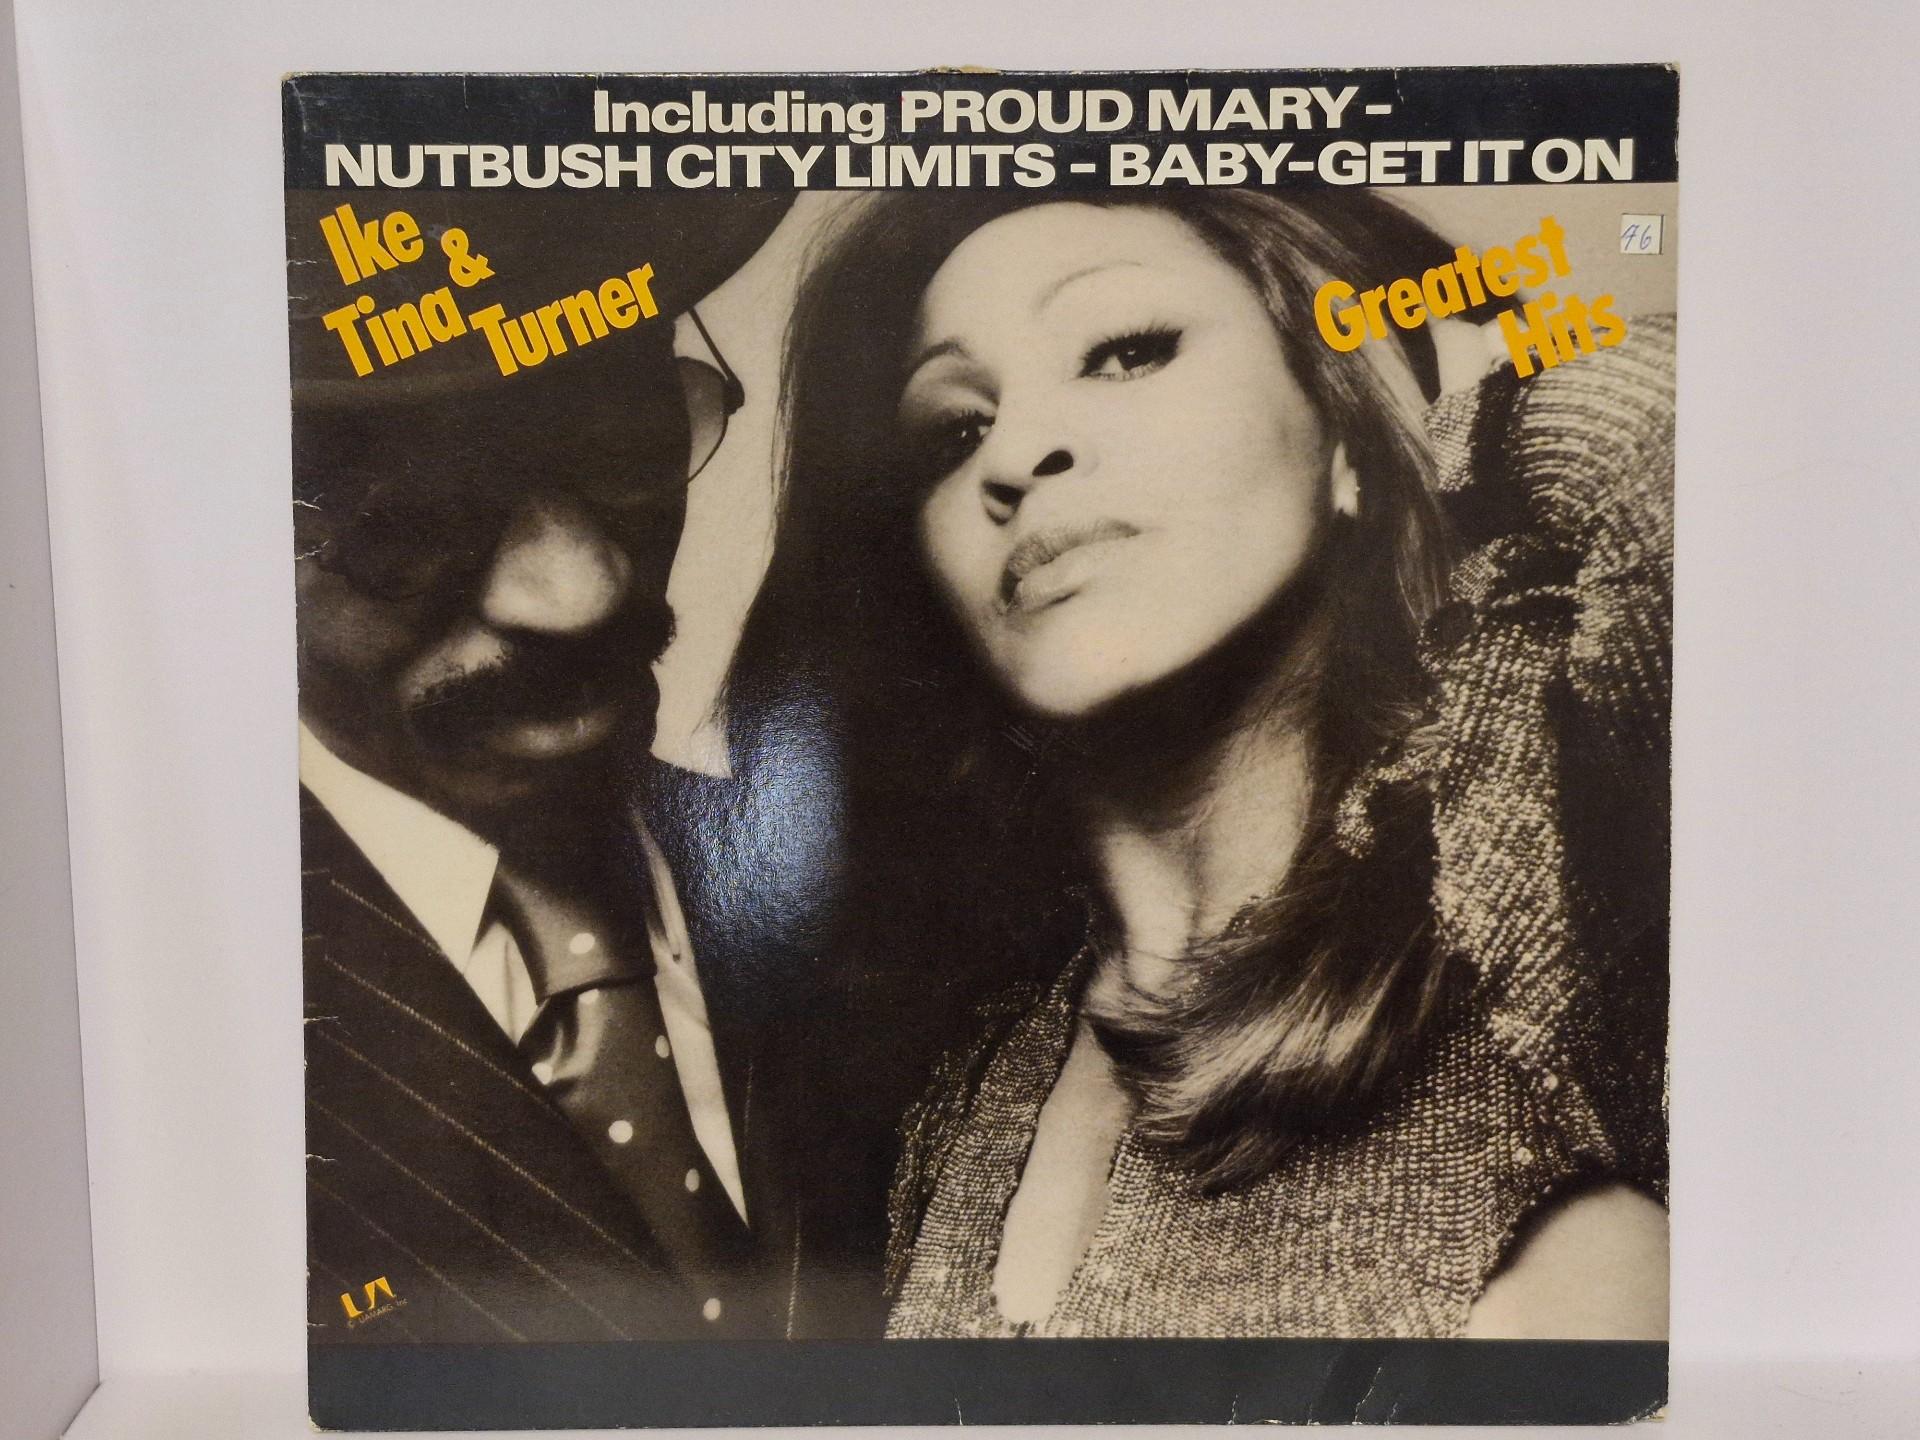 Including PROUD MARY-
NUTBUSH CITY LIMITS - BABY-GET IT ON
Ike &
Tina Turner
Greatest
Hits
76
UA